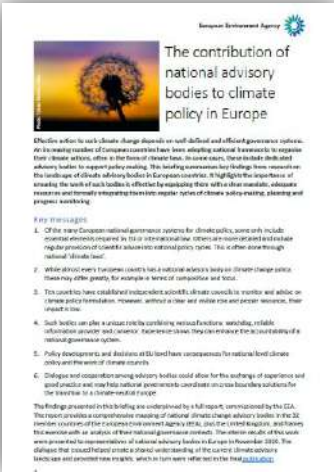 European Environment Agency
The contribution of
national advisory
bodies to climate
policy in Europe
Effective action to curb climate change depends on well-defined and efficient governance systems.
An increasing number of European countries have been adopting national frameworks to organise
their climate actions, often in the form of climate laws. In some cases, these include dedicated
advisory bodies to support policy making. This briefing summarises key findings from research on
the landscape of climate advisory bodies in European countries. It highlights the importance of
ensuring the work of such bodies is effective by equipping them with a clear mandate, adequate
resources and formally integrating them into regular cycles of climate policy-making, planning and
progress monitoring.
Key messages
1. Of the many European national governance systems for climate policy, some only include
essential elements required by EU or international law. Others are more detailed and include
regular provision of scientific advice into national policy cycles. This is often done through
national 'climate laws'.
2. While almost every European country has a national advisory body on climate change policy,
these may differ greatly, for example in terms of composition and focus.
3. Ten countries have established independent scientific climate councils to monitor and advise on
climate policy formulation. However, without a clear and visible role and proper resources, their
impact is low.
4. Such bodies can play a unique role by combining various functions: watchdog, reliable
information provider and convenor. Experience shows they can enhance the accountability of a
national governance system.
5. Policy developments and decisions at EU level have consequences for national level climate
policy and the work of climate councils.
6. Dialogue and cooperation among advisory bodies could allow for the exchange of experience and
good practice and may help national governments coordinate on cross boundary solutions for
the transition to a climate-neutral Europe.
The findings presented in this briefing are underpinned by a full report, commissioned by the EEA.
The report provides a comprehensive mapping of national climate change advisory bodies in the 32
member countries of the European Environment Agency (EEA), plus the United Kingdom, and frames
this exercise with an analysis of their national governance contexts. The interim results of this work
were presented to representatives of national advisory bodies in Europe in November 2020. The
dialogue that ensued helped create a shared understanding of the current climate advisory
landscape and provided new insights, which in turn were reflected in the final publication.